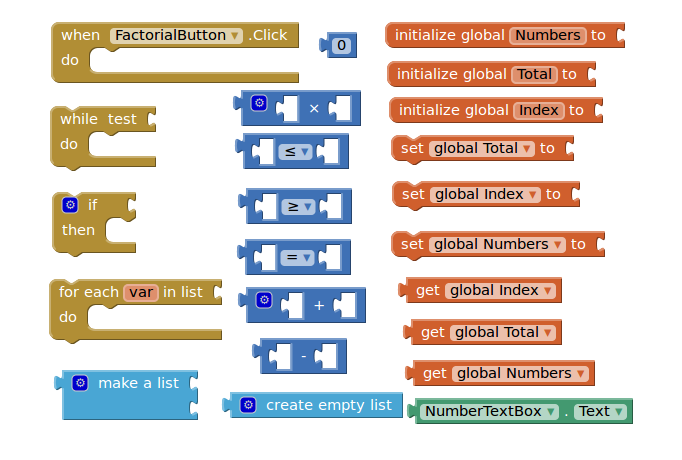 when FactorialButton ▼ .Click
do
0
initialize global Numbers to
initialize global Total to
initialize global Index to
while test
do
×
≤ ▼
set global Total ▼ to
if
then
≥ ▼
set global Index ▼ to
= ▼
set global Numbers ▼ to
for each var in list
do
+
get global Index ▼
-
get global Total ▼
make a list
get global Numbers ▼
create empty list
NumberTextBox ▼ . Text ▼